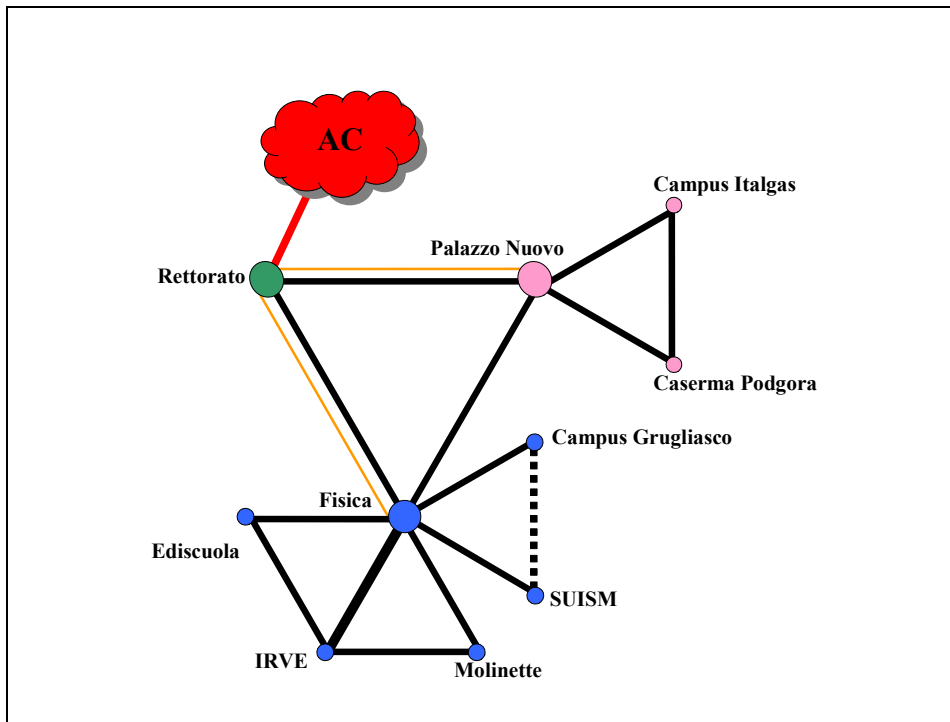 AC
Campus Italgas
Palazzo Nuovo
Rettorato
Caserma Podgora
Campus Grugliasco
Fisica
Ediscuola
SUISM
IRVE
Molinette